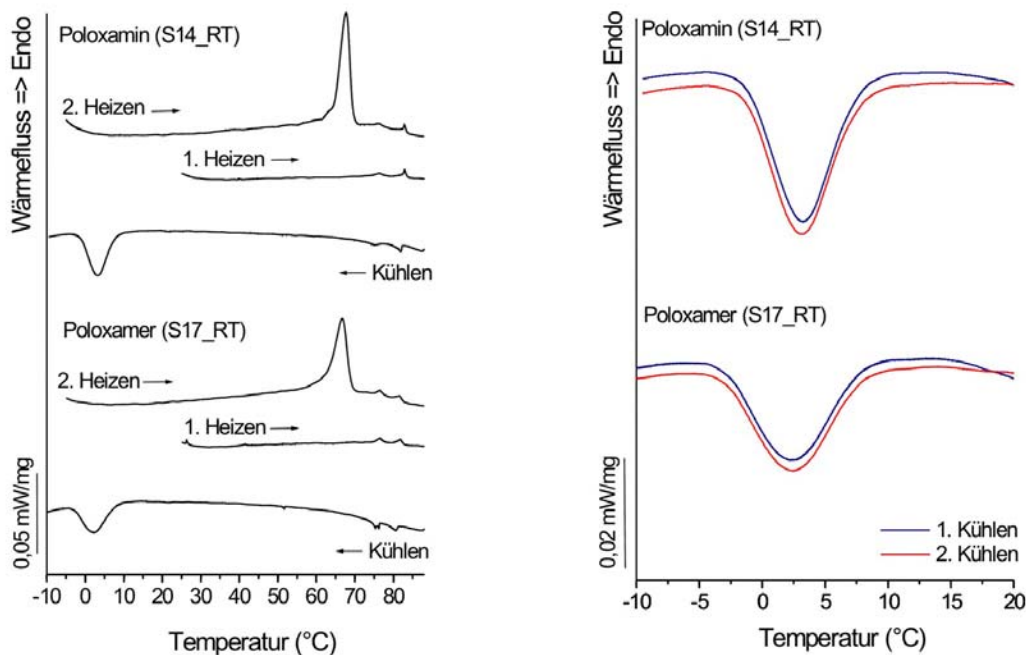 Poloxamin (S14_RT)
2. Heizen
1. Heizen
Kühlen
Poloxamer (S17_RT)
2. Heizen
1. Heizen
Kühlen
Wärmefluss => Endo
0,05 mW/mg
-10 0 10 20 30 40 50 60 70 80
Temperatur (°C)
Poloxamin (S14_RT)
Poloxamer (S17_RT)
Wärmefluss => Endo
0,02 mW/mg
1. Kühlen
2. Kühlen
-10 -5 0 5 10 15 20
Temperatur (°C)